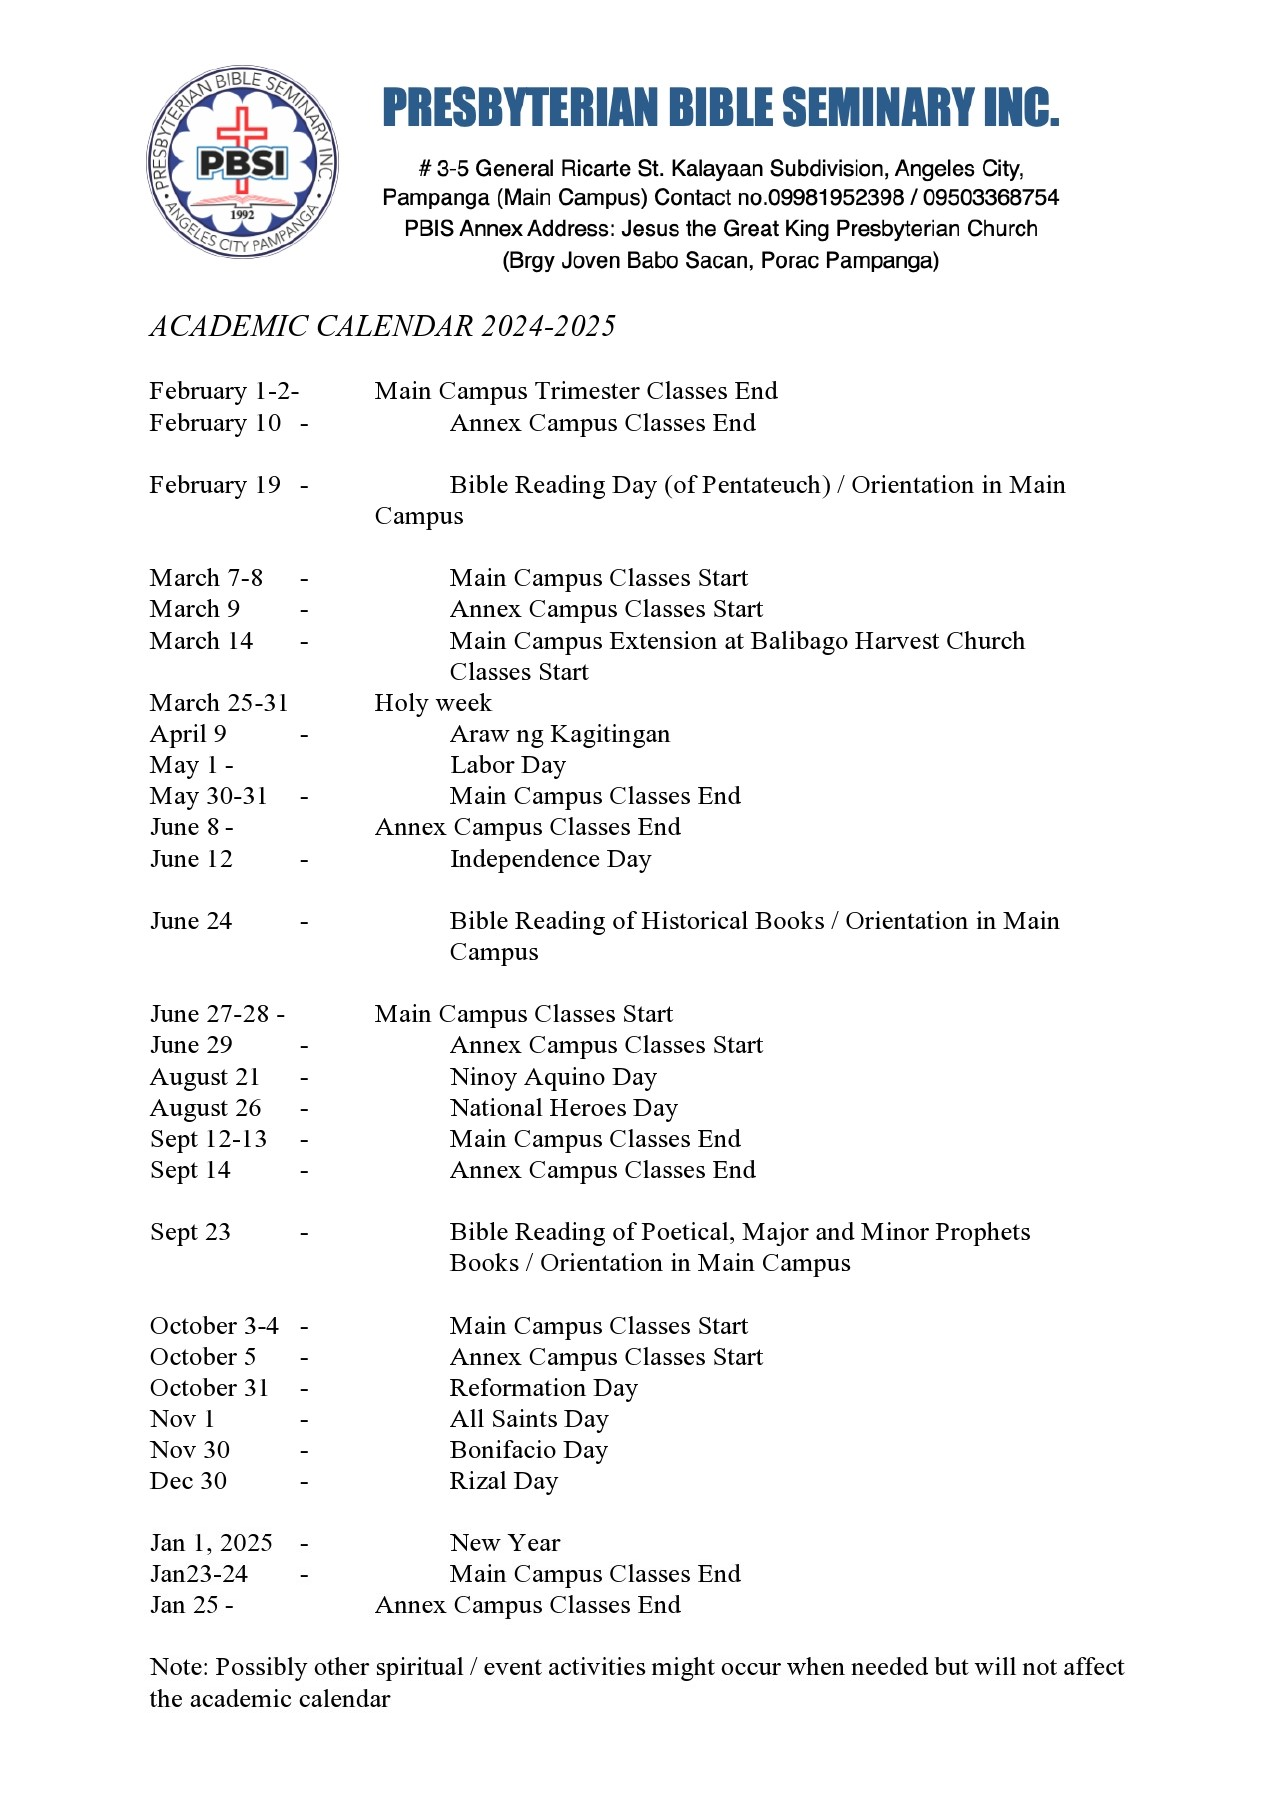 PRESBYTERIAN BIBLE SEMINARY INC.
PBSI
1992
ANGELES CITY PAMPANGA
PRESBYTERIAN BIBLE SEMINARY INC.
# 3-5 General Ricarte St. Kalayaan Subdivision, Angeles City,
Pampanga (Main Campus) Contact no.09981952398 / 09503368754
PBIS Annex Address: Jesus the Great King Presbyterian Church
(Brgy Joven Babo Sacan, Porac Pampanga)
ACADEMIC CALENDAR 2024-2025
February 1-2- Main Campus Trimester Classes End
February 10 - Annex Campus Classes End
February 19 - Bible Reading Day (of Pentateuch) / Orientation in Main
Campus
March 7-8 - Main Campus Classes Start
March 9 - Annex Campus Classes Start
March 14 - Main Campus Extension at Balibago Harvest Church
Classes Start
March 25-31 Holy week
April 9 - Araw ng Kagitingan
May 1 - Labor Day
May 30-31 - Main Campus Classes End
June 8 - Annex Campus Classes End
June 12 - Independence Day
June 24 - Bible Reading of Historical Books / Orientation in Main
Campus
June 27-28 - Main Campus Classes Start
June 29 - Annex Campus Classes Start
August 21 - Ninoy Aquino Day
August 26 - National Heroes Day
Sept 12-13 - Main Campus Classes End
Sept 14 - Annex Campus Classes End
Sept 23 - Bible Reading of Poetical, Major and Minor Prophets
Books / Orientation in Main Campus
October 3-4 - Main Campus Classes Start
October 5 - Annex Campus Classes Start
October 31 - Reformation Day
Nov 1 - All Saints Day
Nov 30 - Bonifacio Day
Dec 30 - Rizal Day
Jan 1, 2025 - New Year
Jan23-24 - Main Campus Classes End
Jan 25 - Annex Campus Classes End
Note: Possibly other spiritual / event activities might occur when needed but will not affect
the academic calendar